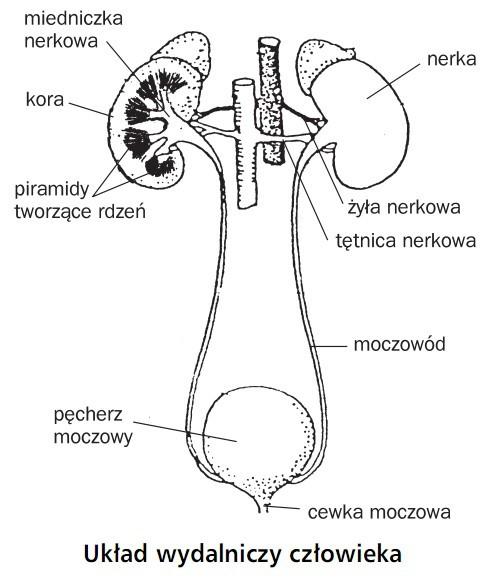 miedniczka
nerkowa
nerka
kora
piramidy
tworzące rdzeń
żyła nerkowa
tętnica nerkowa
moczowód
pęcherz
moczowy
cewka moczowa
Układ wydalniczy człowieka